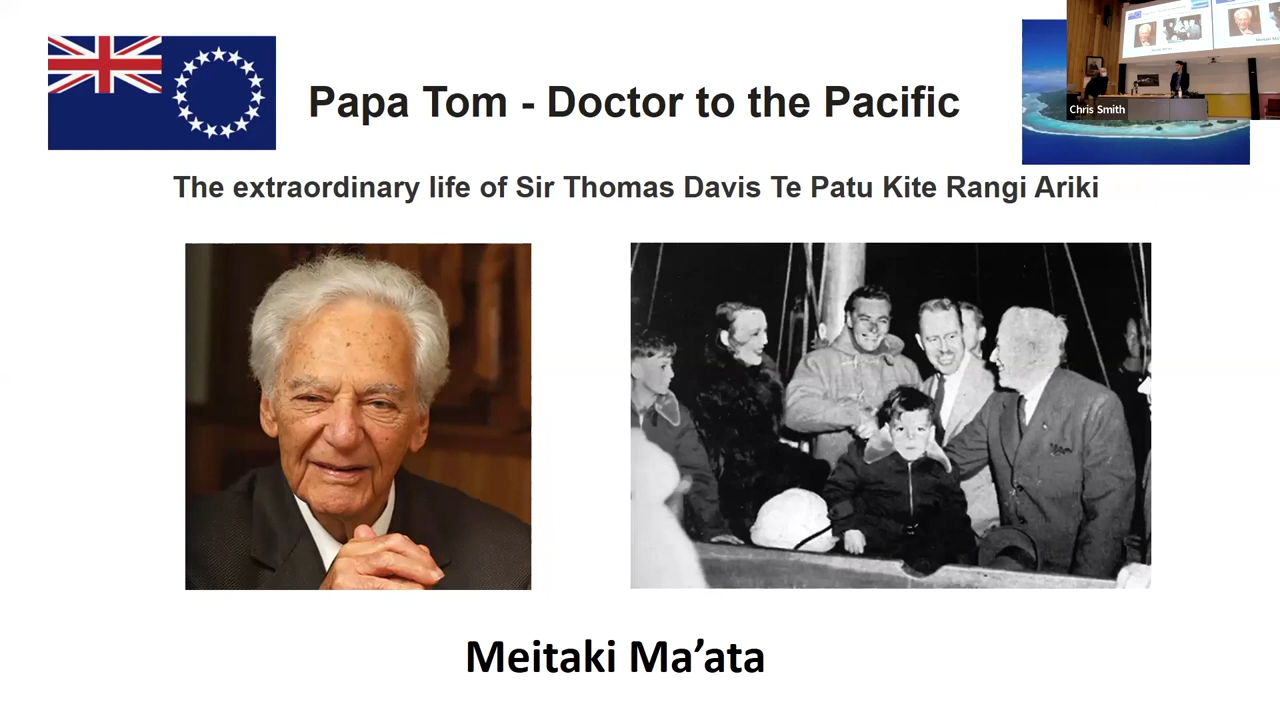 Papa Tom - Doctor to the Pacific
Chris Smith
The extraordinary life of Sir Thomas Davis Te Patu Kite Rangi Ariki
Meitaki Ma’ata